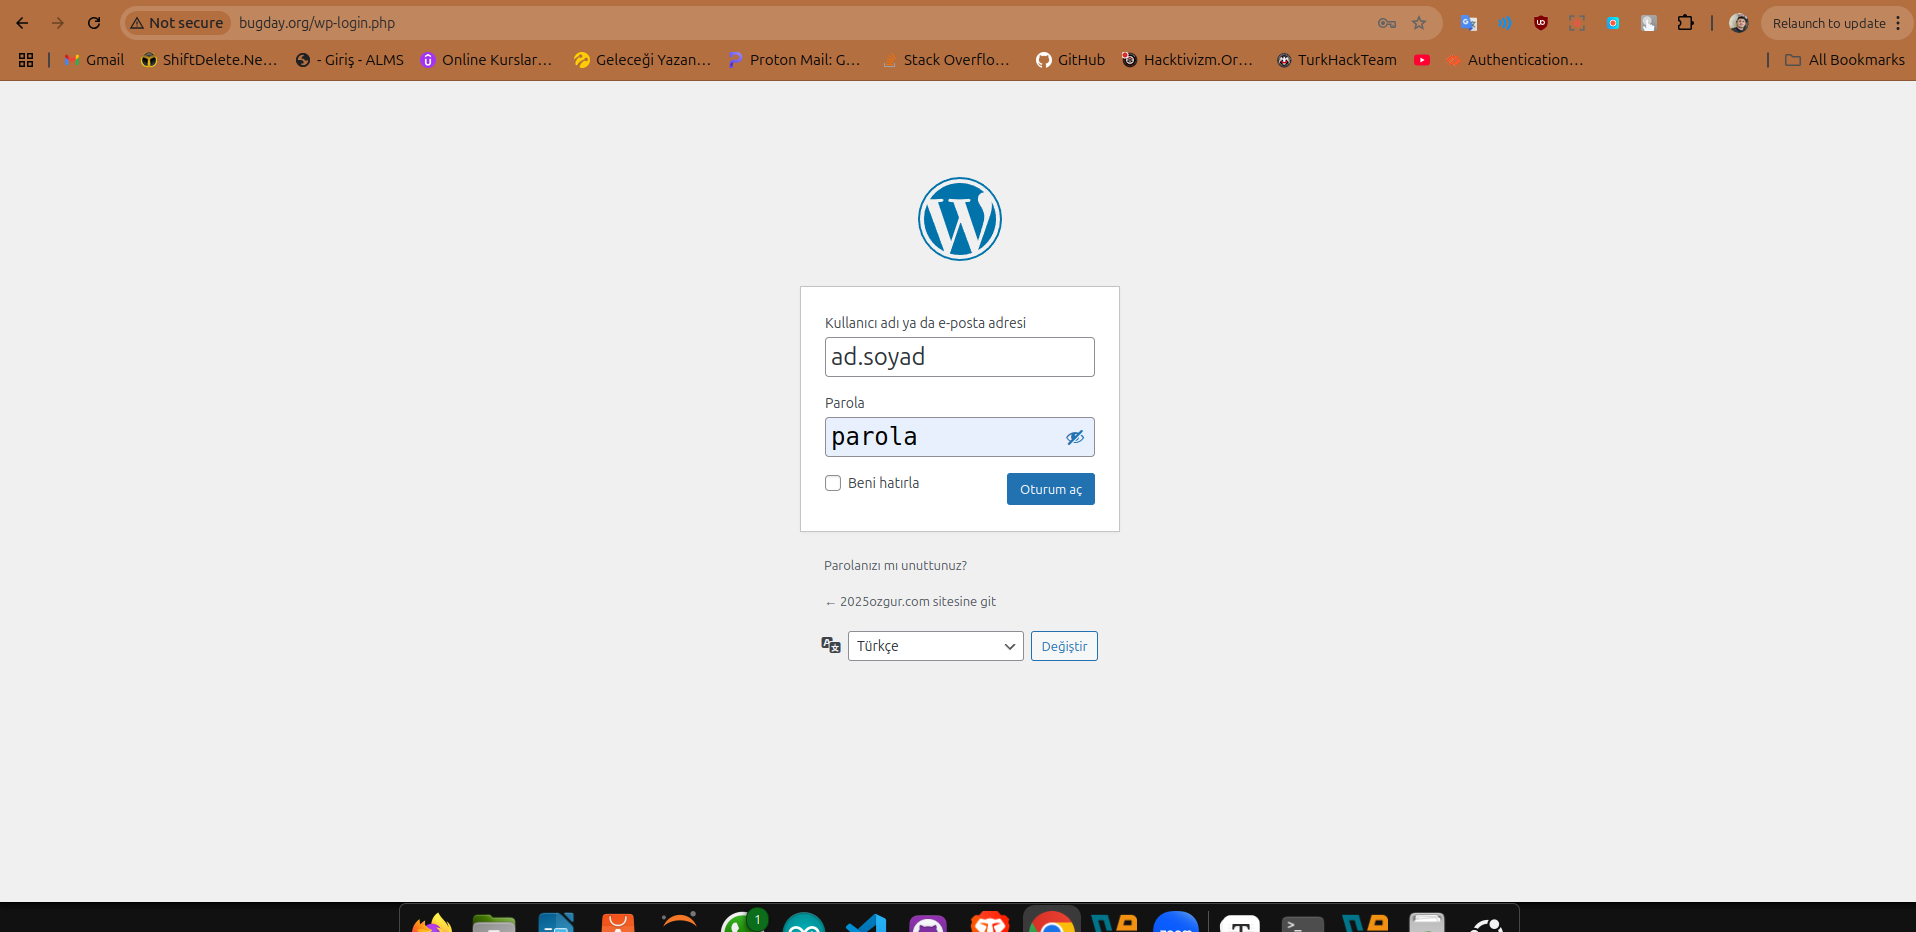 Not secure bugday.org/wp-login.php Relaunch to update
Gmail ShiftDelete.Ne... - Giriş - ALMS Online Kurslar... Geleceği Yazan... Proton Mail: G... Stack Overflo... GitHub Hacktivizm.Or... TurkHackTeam Authentication... All Bookmarks
Kullanıcı adı ya da e-posta adresi
ad.soyad
Parola
parola
Beni hatırla Oturum aç
Parolanızı mı unuttunuz?
← 2025ozgur.com sitesine git
Türkçe Değiştir
1
zoom